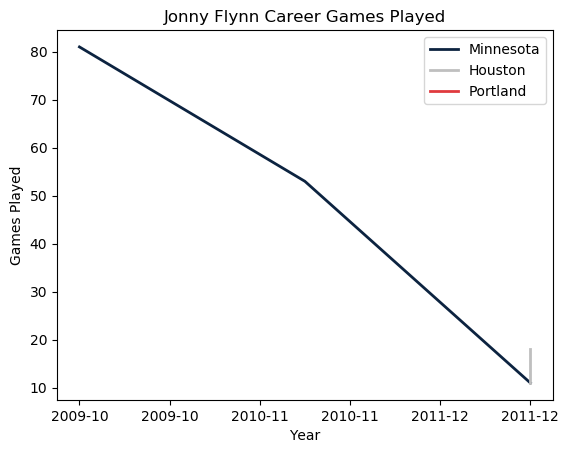 Jonny Flynn Career Games Played
Minnesota
Houston
Portland
80
70
60
50
40
30
20
10
Games Played
2009-10 2009-10 2010-11 2010-11 2011-12 2011-12
Year